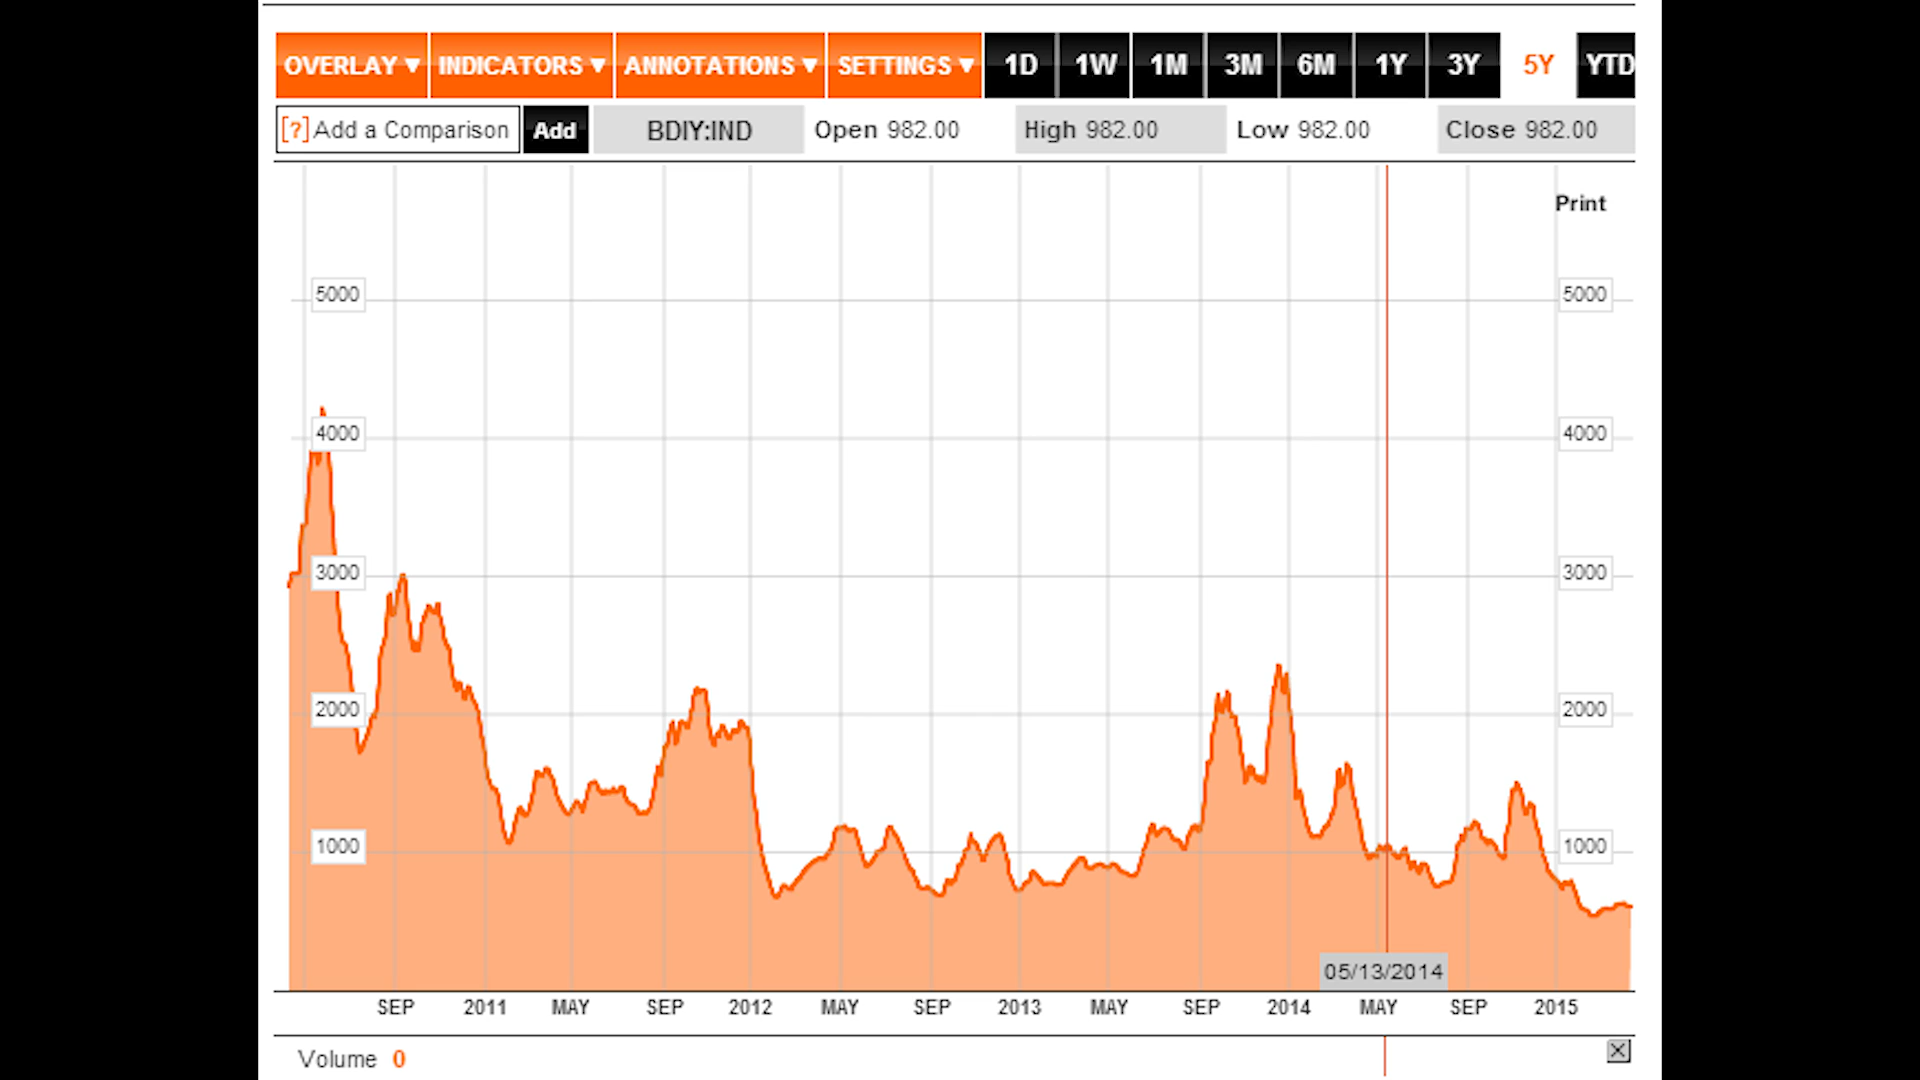 OVERLAY ▼ INDICATORS ▼ ANNOTATIONS ▼ SETTINGS ▼ 1D 1W 1M 3M 6M 1Y 3Y 5Y YTD
[?] Add a Comparison Add BDIY:IND Open 982.00 High 982.00 Low 982.00 Close 982.00
Print
5000 5000
4000 4000
3000 3000
2000 2000
1000 1000
05/13/2014
SEP 2011 MAY SEP 2012 MAY SEP 2013 MAY SEP 2014 MAY SEP 2015
Volume 0